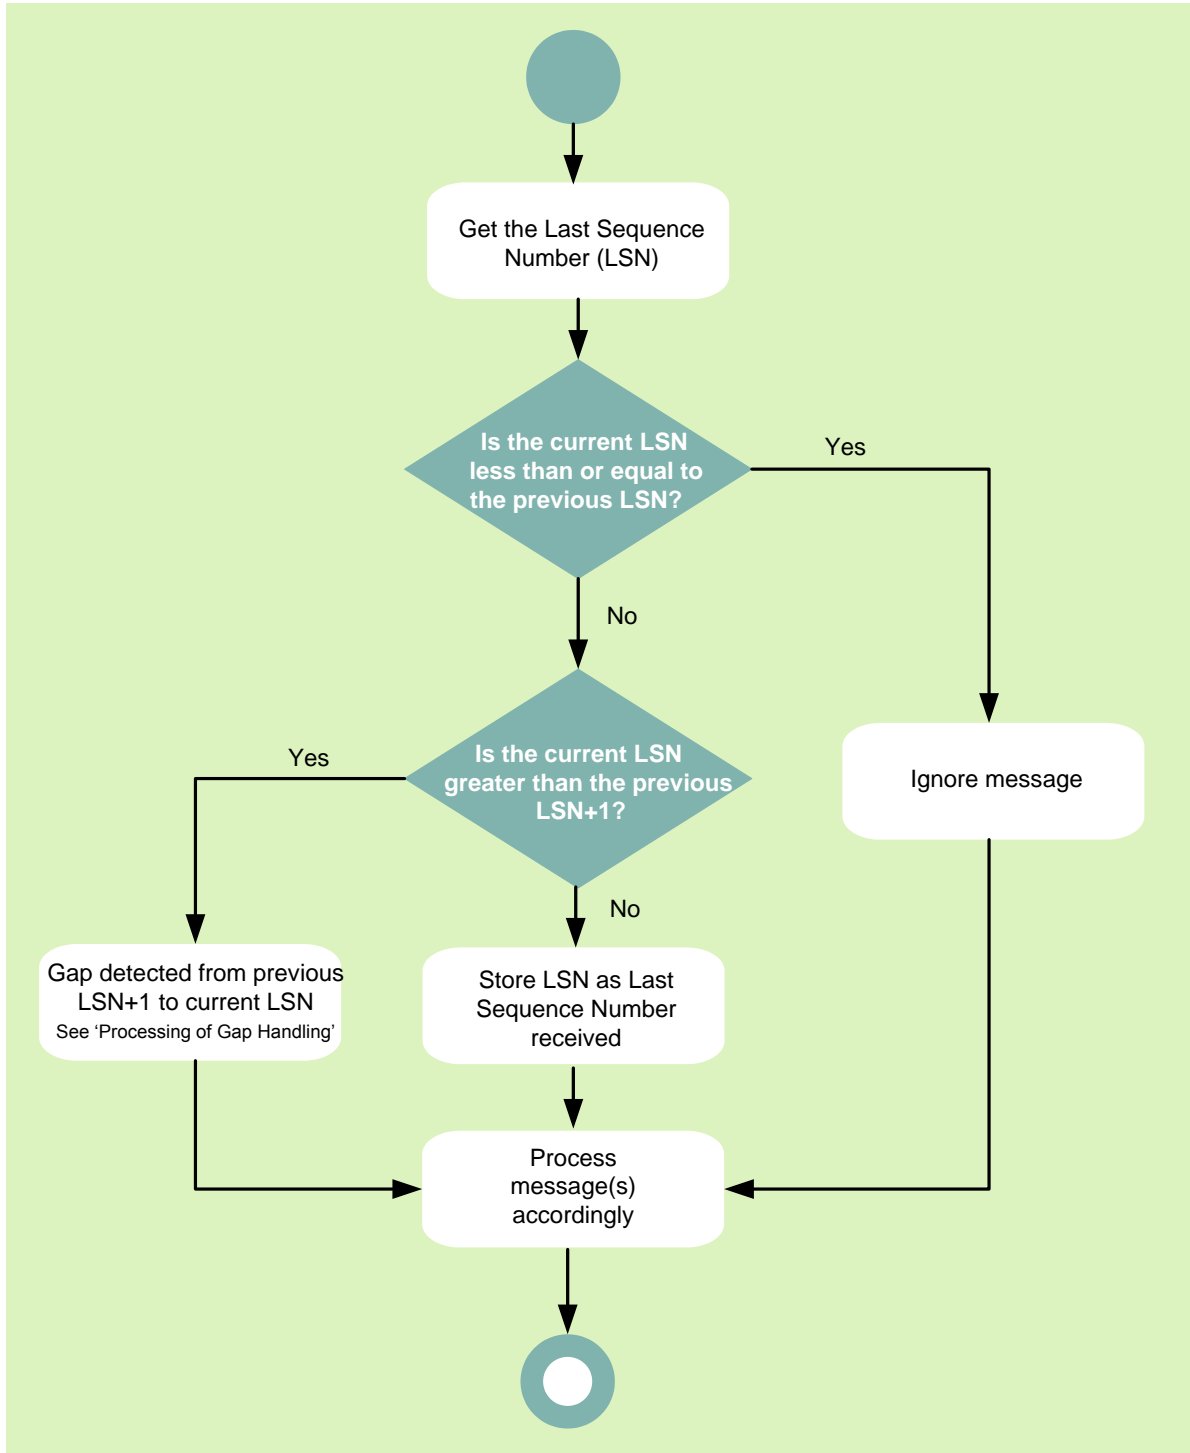 Get the Last Sequence
Number (LSN)
Is the current LSN
less than or equal to
the previous LSN?
Yes
No
Is the current LSN
greater than the previous
LSN+1?
Yes
Ignore message
No
Gap detected from previous
LSN+1 to current LSN
See ‘Processing of Gap Handling’
Store LSN as Last
Sequence Number
received
Process
message(s)
accordingly